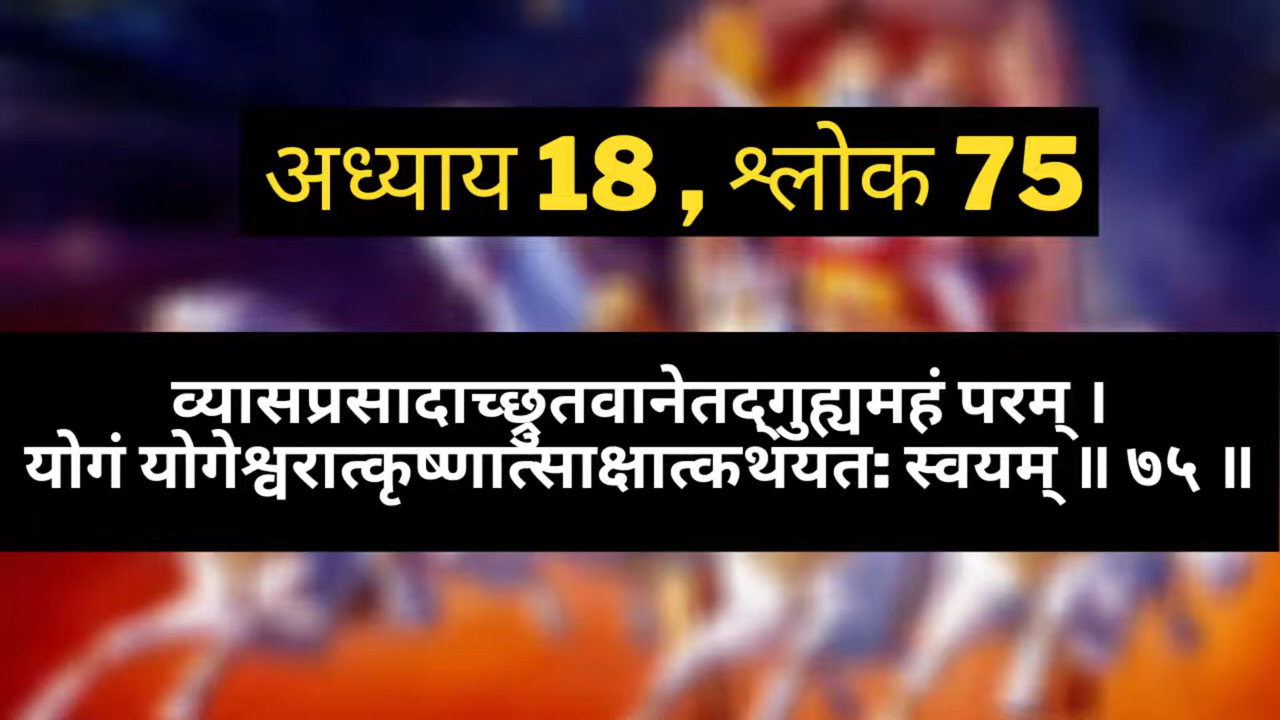 अध्याय 18 , श्लोक 75
व्यासप्रसादाच्छ्रुतवानेतद्‍गुह्यमहं परम् ।
योगं योगेश्वरात्कृष्णात्साक्षात्कथयत: स्वयम् ॥ ७५ ॥